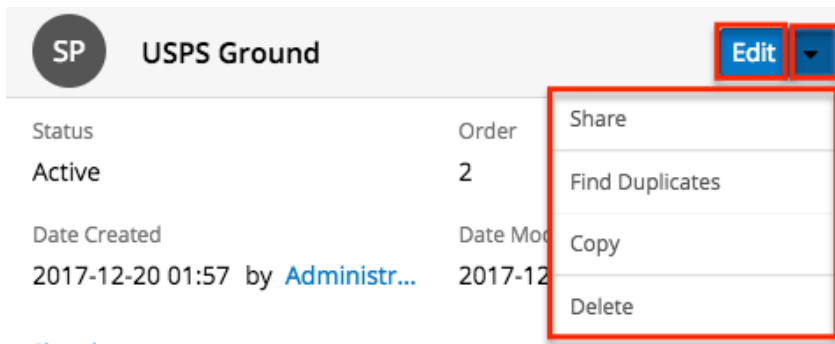 SP USPS Ground Edit
Share
Status Order
Active 2
Find Duplicates
Date Created Date Mod
Copy
2017-12-20 01:57 by Administr... 2017-12
Delete